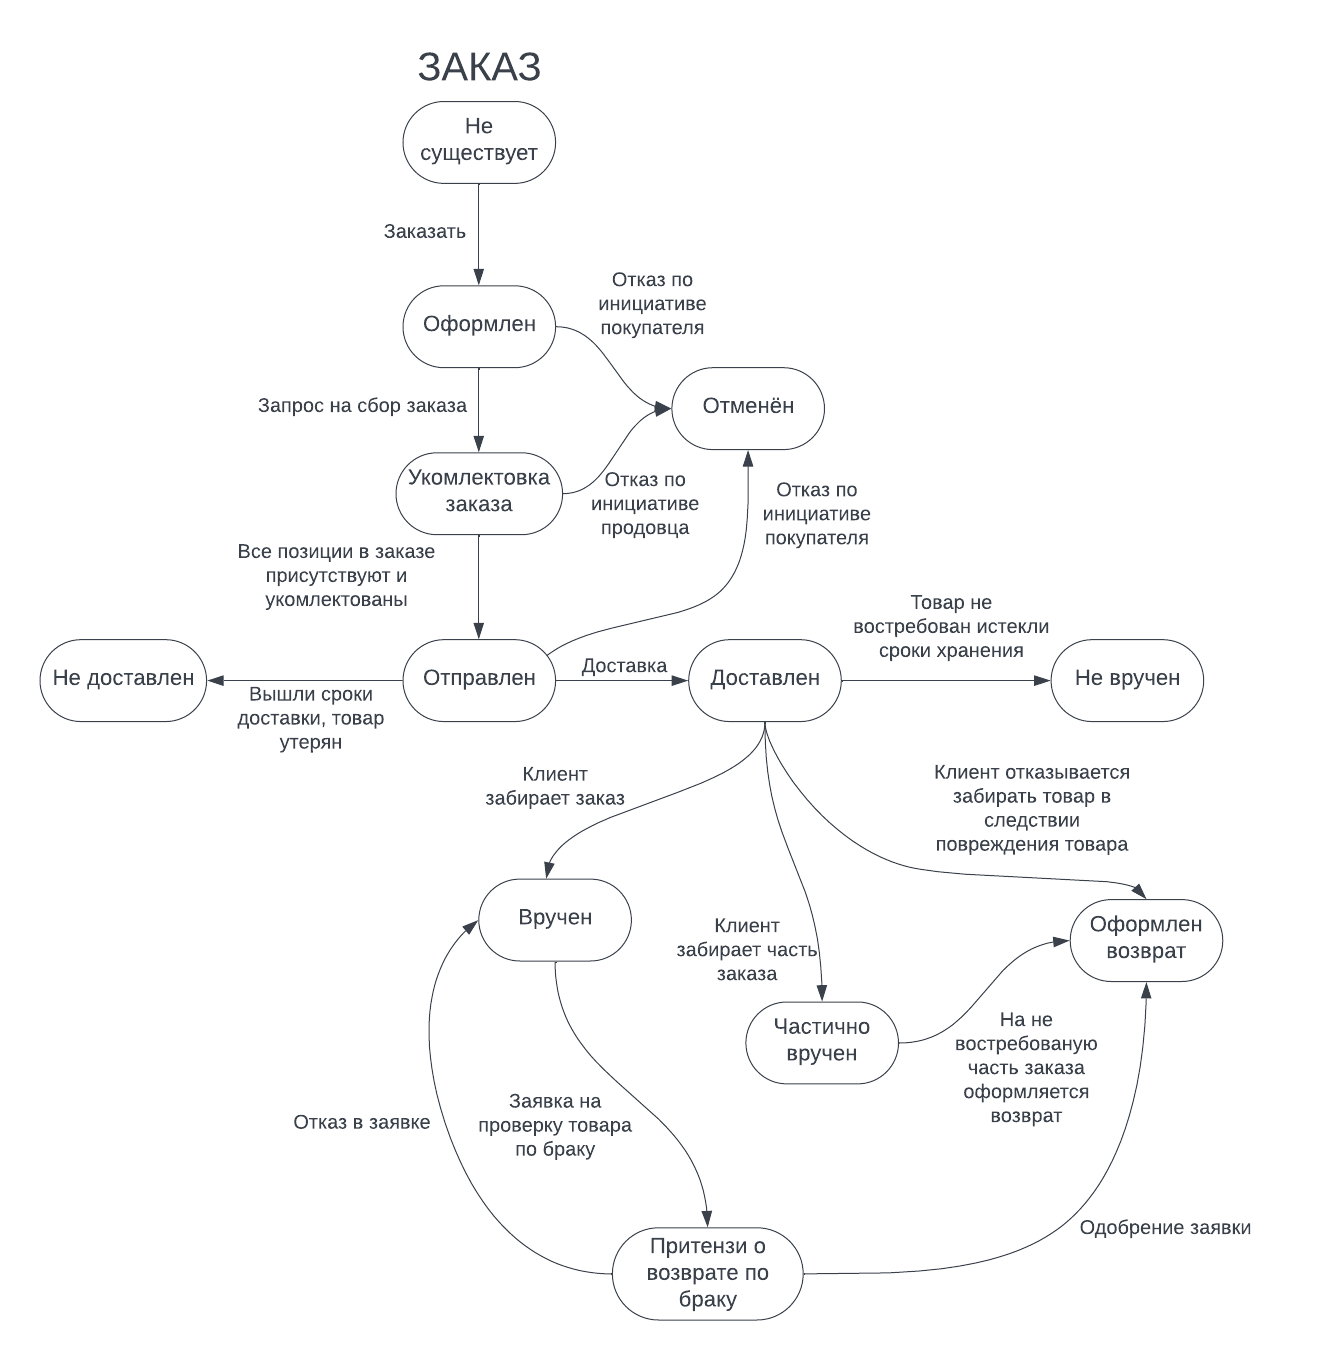 ЗАКАЗ
Не
существует
Заказать
Отказ по
инициативе
покупателя
Оформлен
Запрос на сбор заказа
Отменён
Укомлектовка
заказа
Отказ по
инициативе
продовца
Отказ по
инициативе
покупателя
Все позиции в заказе
присутствуют и
укомлектованы
Товар не
востребован истекли
сроки хранения
Не доставлен
Вышли сроки
доставки, товар
утерян
Отправлен
Доставка
Доставлен
Не вручен
Клиент
забирает заказ
Клиент отказывается
забирать товар в
следствии
повреждения товара
Вручен
Клиент
забирает часть
заказа
Оформлен
возврат
Частично
вручен
На не
востребованую
часть заказа
оформляется
возврат
Отказ в заявке
Заявка на
проверку товара
по браку
Одобрение заявки
Притензи о
возврате по
браку